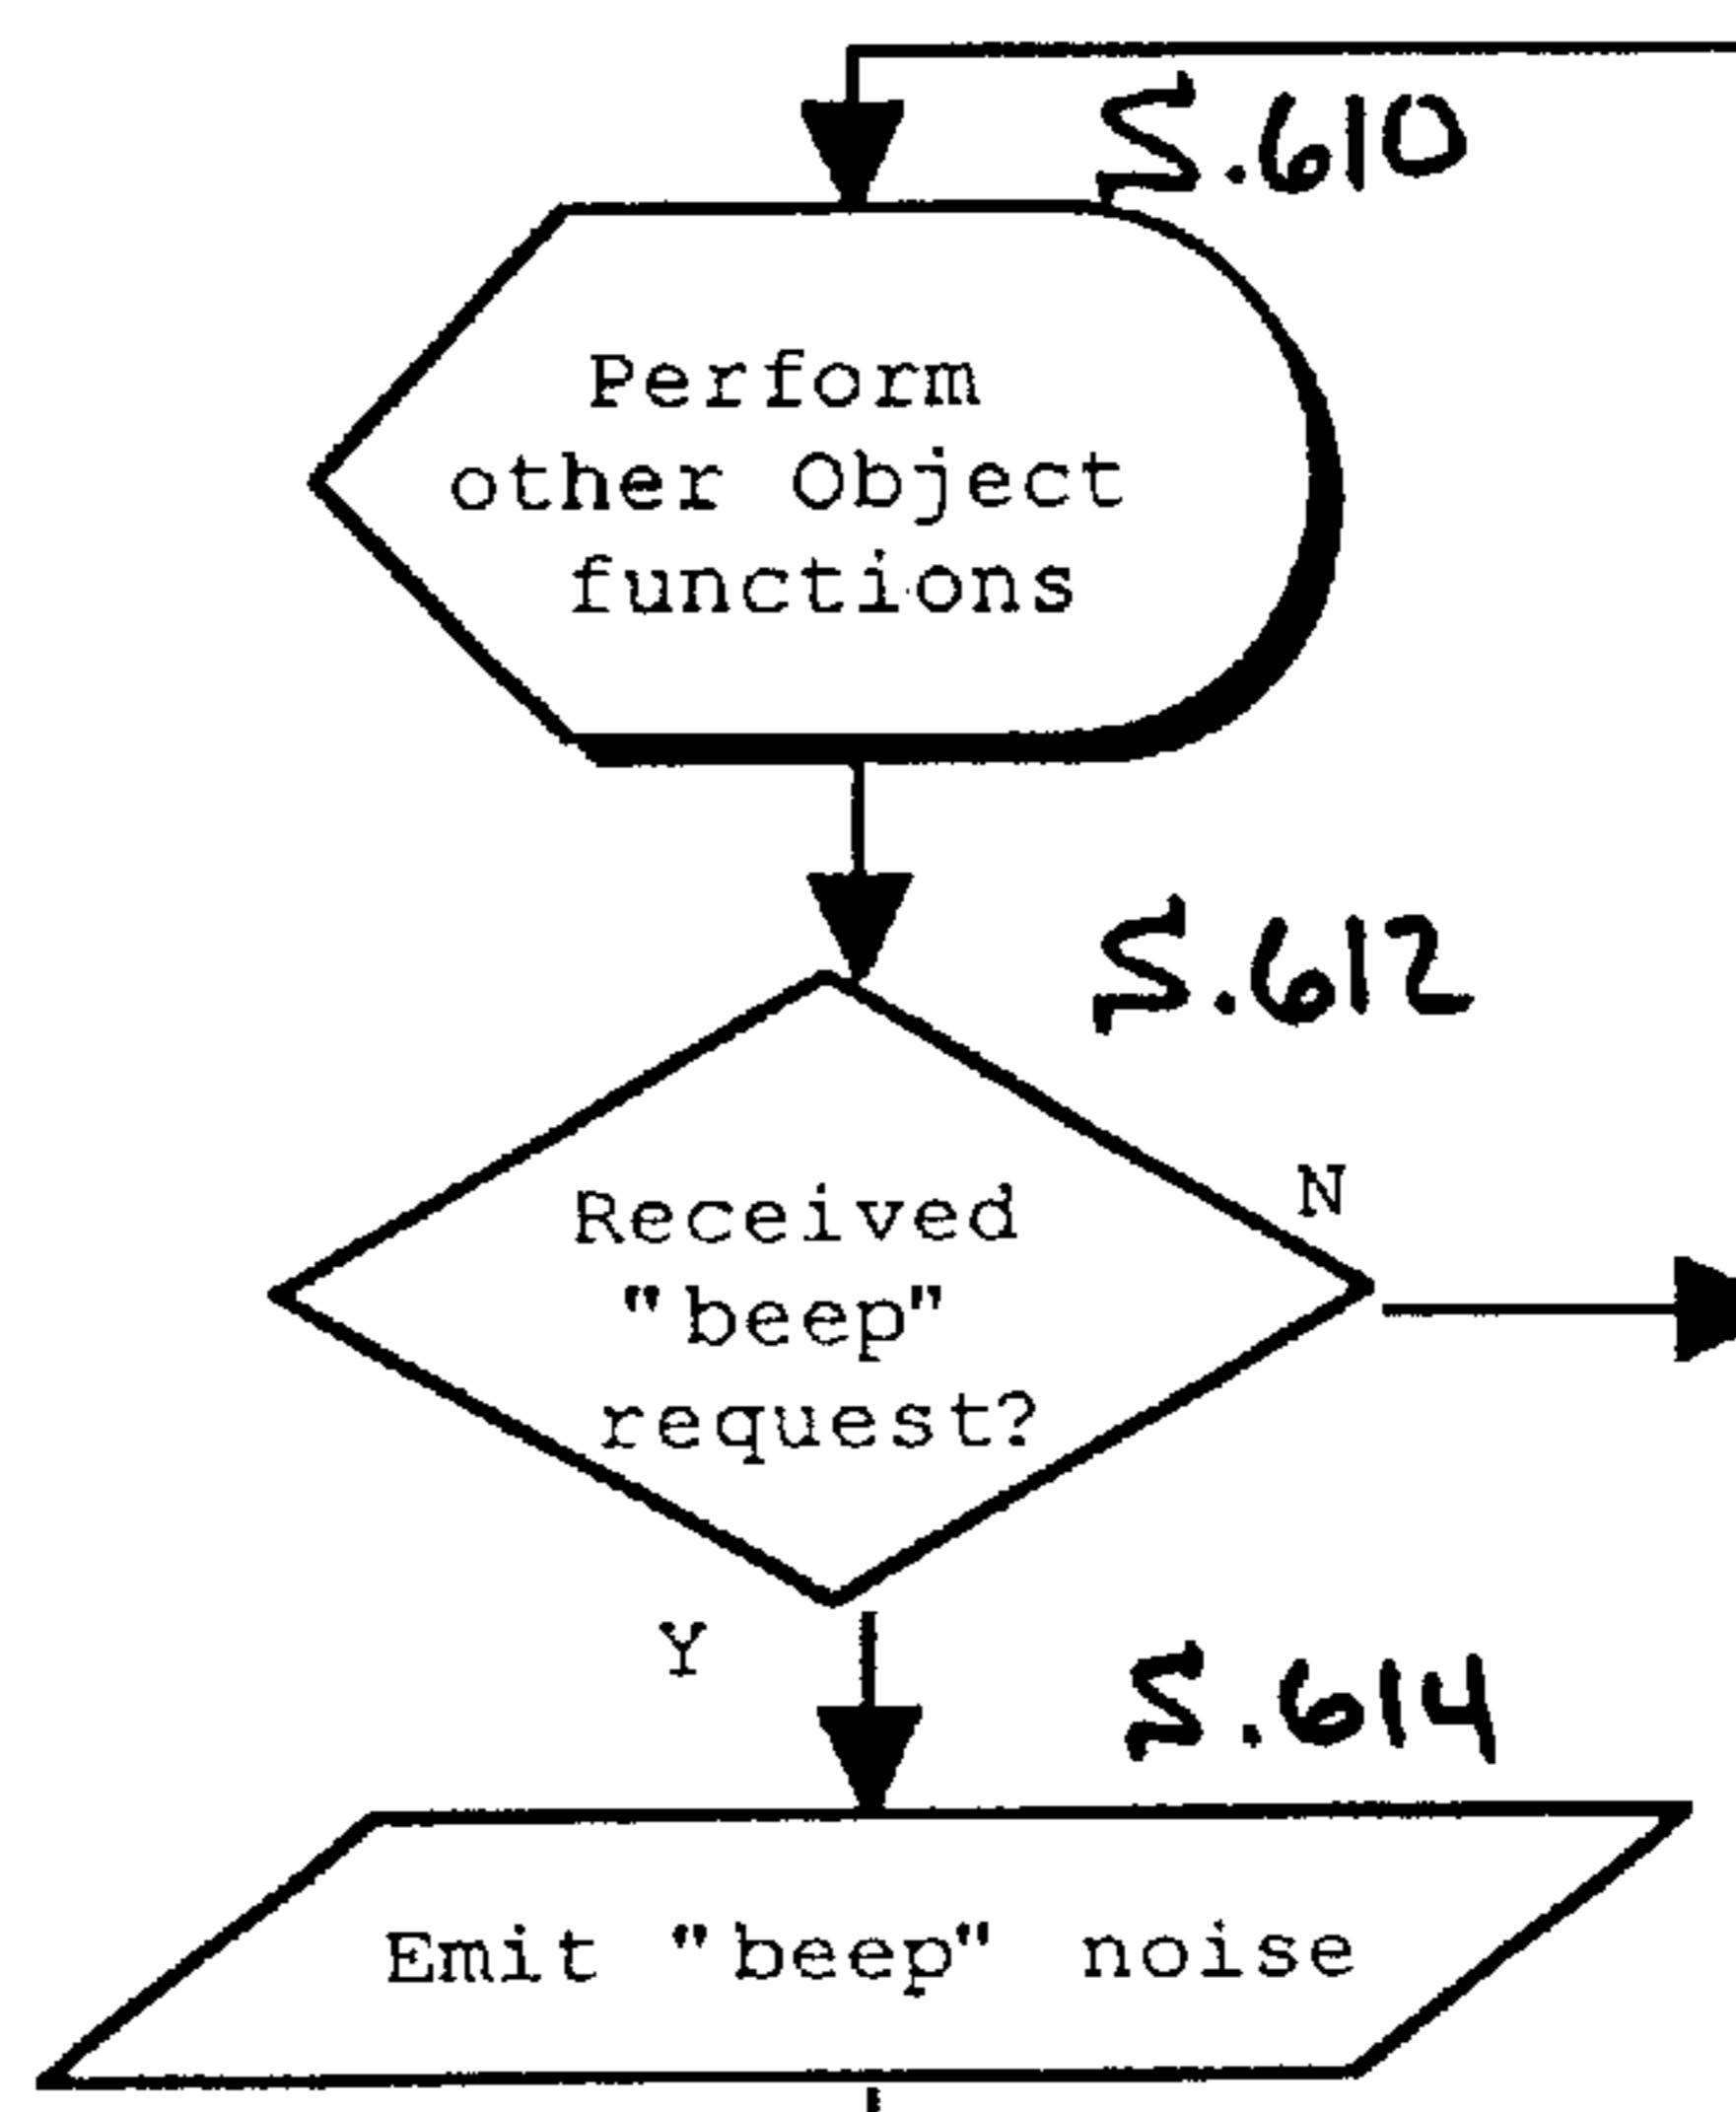 S.610
Perform
other Object
functions
S.612
N
Received
"beep"
request?
Y
S.614
Emit "beep" noise